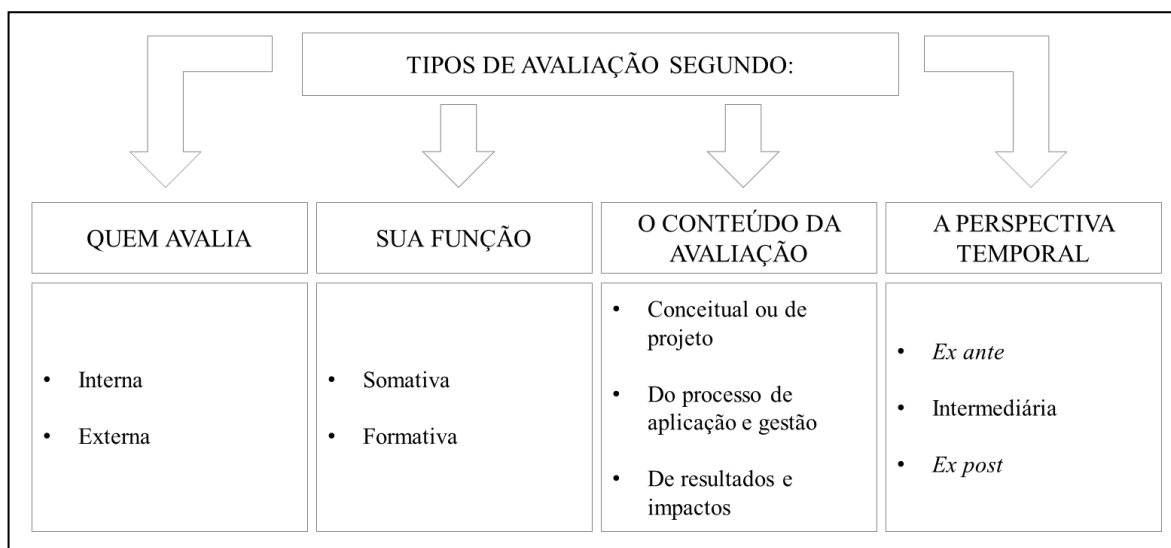 TIPOS DE AVALIAÇÃO SEGUNDO:
QUEM AVALIA
• Interna
• Externa
SUA FUNÇÃO
• Somativa
• Formativa
O CONTEÚDO DA
AVALIAÇÃO
• Conceitual ou de
projeto
• Do processo de
aplicação e gestão
• De resultados e
impactos
A PERSPECTIVA
TEMPORAL
• Ex ante
• Intermediária
• Ex post